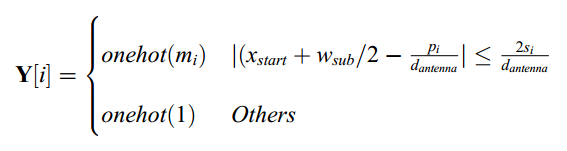 Y[i] = { onehot(m_i) |(x_start + w_sub/2 − p_i/d_antenna| ≤ 2s_i/d_antenna
onehot(1) Others